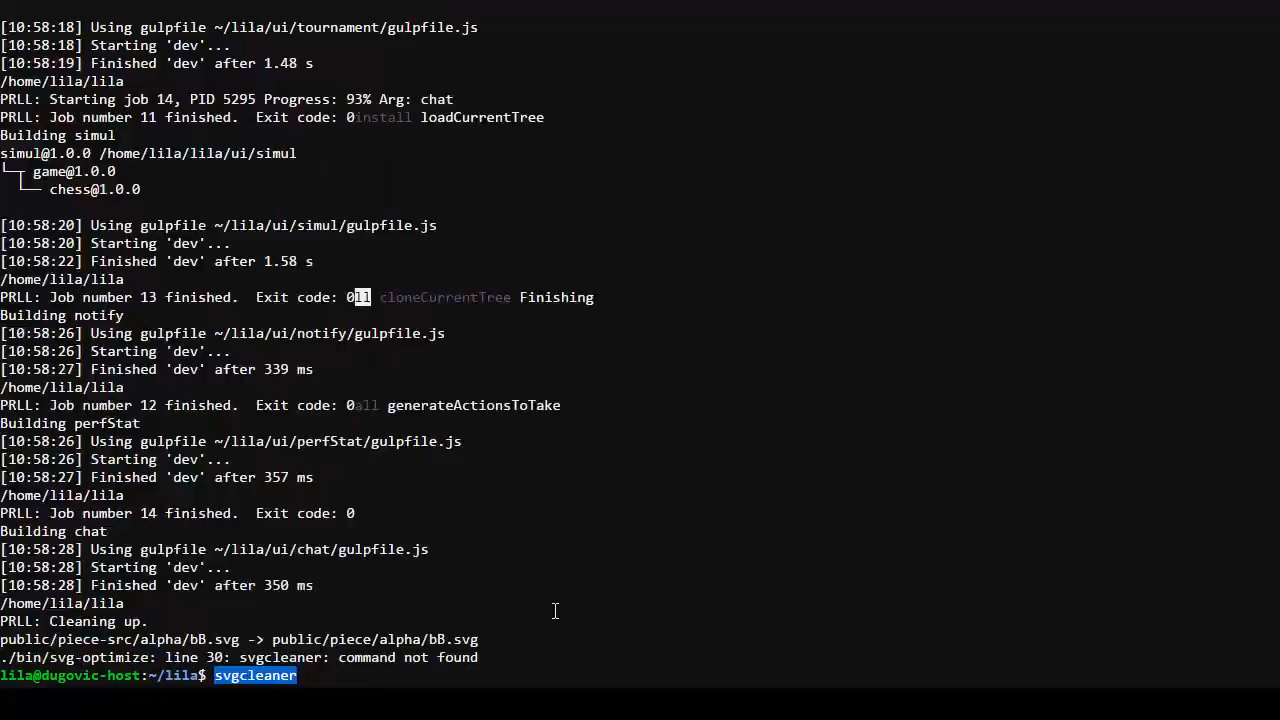 [10:58:18] Using gulpfile ~/lila/ui/tournament/gulpfile.js
[10:58:18] Starting 'dev'...
[10:58:19] Finished 'dev' after 1.48 s
/home/lila/lila
PRLL: Starting job 14, PID 5295 Progress: 93% Arg: chat
PRLL: Job number 11 finished.  Exit code: 0install loadCurrentTree
Building simul
simul@1.0.0 /home/lila/lila/ui/simul
└─┬ game@1.0.0
  └── chess@1.0.0
[10:58:20] Using gulpfile ~/lila/ui/simul/gulpfile.js
[10:58:20] Starting 'dev'...
[10:58:22] Finished 'dev' after 1.58 s
/home/lila/lila
PRLL: Job number 13 finished.  Exit code: 0ll cloneCurrentTree Finishing
Building notify
[10:58:26] Using gulpfile ~/lila/ui/notify/gulpfile.js
[10:58:26] Starting 'dev'...
[10:58:27] Finished 'dev' after 339 ms
/home/lila/lila
PRLL: Job number 12 finished.  Exit code: 0all generateActionsToTake
Building perfStat
[10:58:26] Using gulpfile ~/lila/ui/perfStat/gulpfile.js
[10:58:26] Starting 'dev'...
[10:58:27] Finished 'dev' after 357 ms
/home/lila/lila
PRLL: Job number 14 finished.  Exit code: 0
Building chat
[10:58:28] Using gulpfile ~/lila/ui/chat/gulpfile.js
[10:58:28] Starting 'dev'...
[10:58:28] Finished 'dev' after 350 ms
/home/lila/lila
PRLL: Cleaning up.
public/piece-src/alpha/bB.svg -> public/piece/alpha/bB.svg
./bin/svg-optimize: line 30: svgcleaner: command not found
lila@dugovic-host:~/lila$ svgcleaner